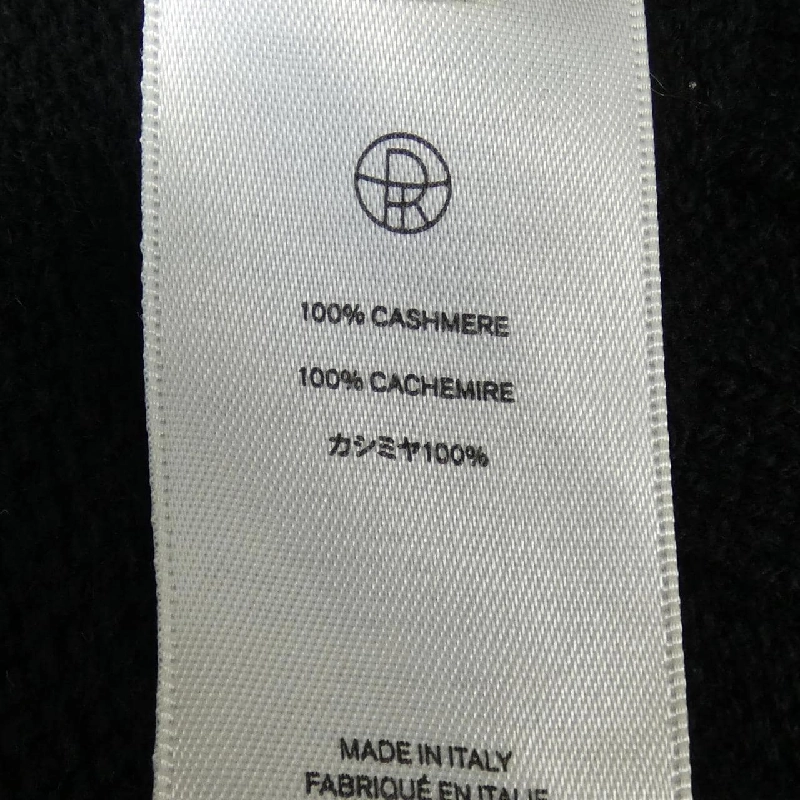 100% CASHMERE
100% CACHEMIRE
カシミヤ100%
MADE IN ITALY
FABRIQUÉ EN ITALIE